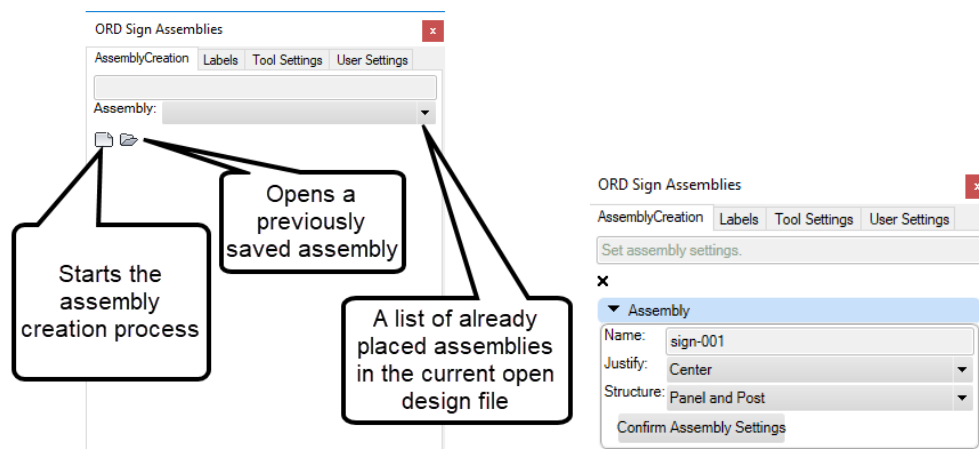 ORD Sign Assemblies
x
AssemblyCreation Labels Tool Settings User Settings
Assembly:
Opens a
previously
saved assembly
Starts the
assembly
creation process
A list of already
placed assemblies
in the current open
design file
ORD Sign Assemblies
x
AssemblyCreation Labels Tool Settings User Settings
Set assembly settings.
Assembly
Name: sign-001
Justify: Center
Structure: Panel and Post
Confirm Assembly Settings